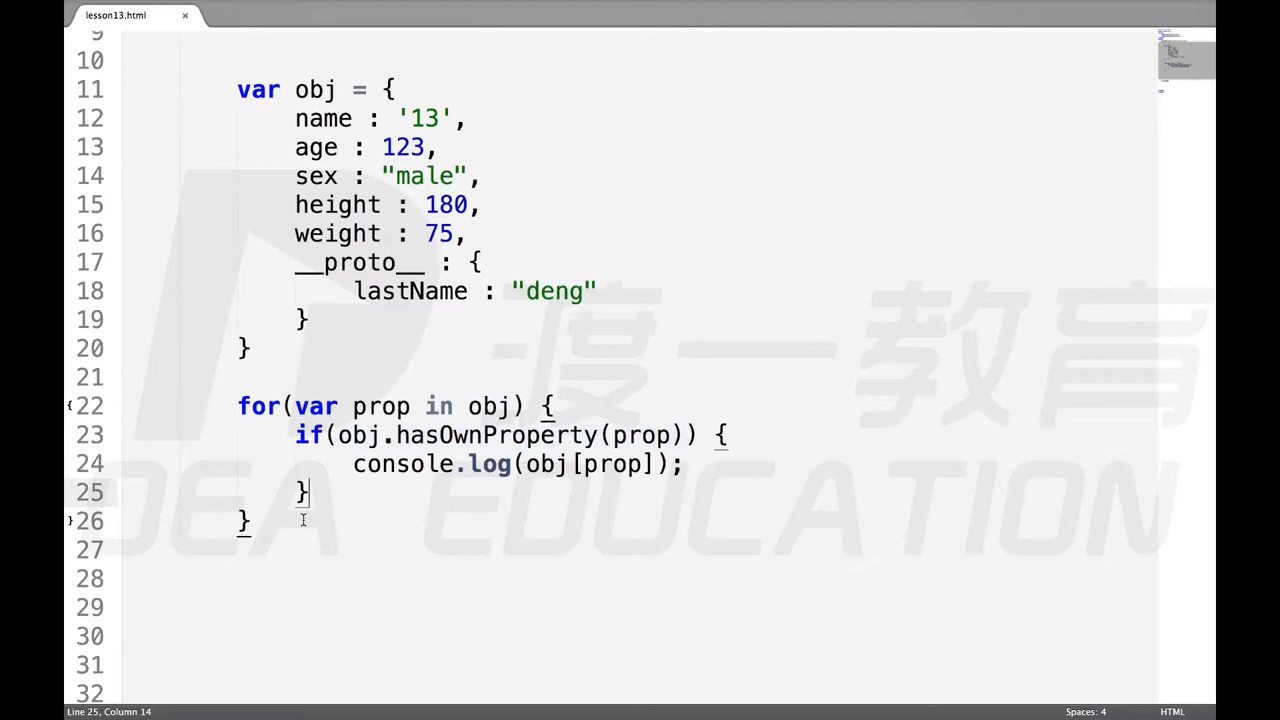 lesson13.html ×
9
10
11 var obj = {
12 name : '13',
13 age : 123,
14 sex : "male",
15 height : 180,
16 weight : 75,
17 __proto__ : {
18 lastName : "deng"
19 }
20 }
21
22 for(var prop in obj) {
23 if(obj.hasOwnProperty(prop)) {
24 console.log(obj[prop]);
25 }
26 }
27
28
29
30
31
32
渡一教育
DEA EDUCATION
Line 25, Column 14
Spaces: 4
HTML